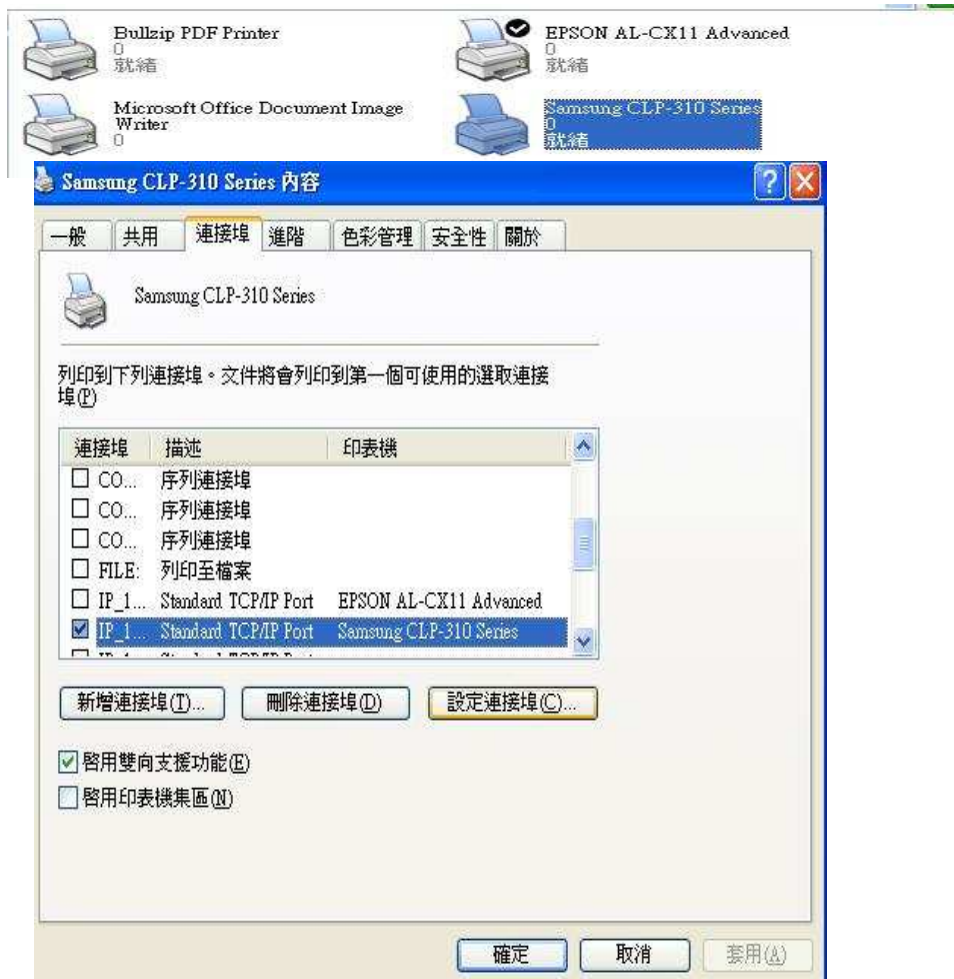 Bullzip PDF Printer
0
就緒
EPSON AL-CX11 Advanced
0
就緒
Microsoft Office Document Image
Writer
0
Samsung CLP-310 Series
0
就緒
Samsung CLP-310 Series 內容
一般 共用 連接埠 進階 色彩管理 安全性 關於
Samsung CLP-310 Series
列印到下列連接埠。文件將會列印到第一個可使用的選取連接
埠(P)
連接埠 描述 印表機
CO... 序列連接埠
CO... 序列連接埠
CO... 序列連接埠
FILE: 列印至檔案
IP_1... Standard TCP/IP Port EPSON AL-CX11 Advanced
IP_1... Standard TCP/IP Port Samsung CLP-310 Series
新增連接埠(T)... 刪除連接埠(D) 設定連接埠(C)...
啓用雙向支援功能(E)
啓用印表機集區(N)
確定 取消 套用(A)